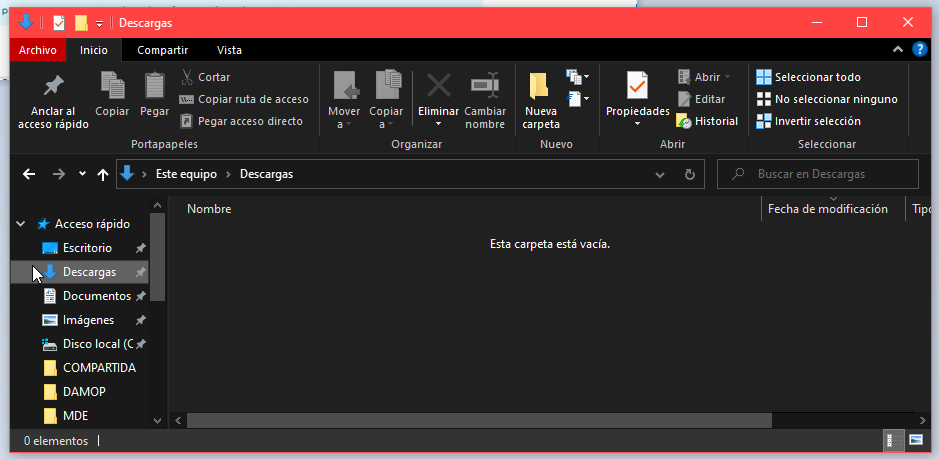 Descargas
Archivo Inicio Compartir Vista
Anclar al acceso rápido
Copiar
Pegar
Cortar
Copiar ruta de acceso
Pegar acceso directo
Portapapeles
Mover a
Copiar a
Eliminar
Cambiar nombre
Organizar
Nueva carpeta
Nuevo
Propiedades
Abrir
Editar
Historial
Abrir
Seleccionar todo
No seleccionar ninguno
Invertir selección
Seleccionar
Este equipo > Descargas
Buscar en Descargas
Acceso rápido
Escritorio
Descargas
Documentos
Imágenes
Disco local (C
COMPARTIDA
DAMOP
MDE
Nombre Fecha de modificación Tipo
Esta carpeta está vacía.
0 elementos